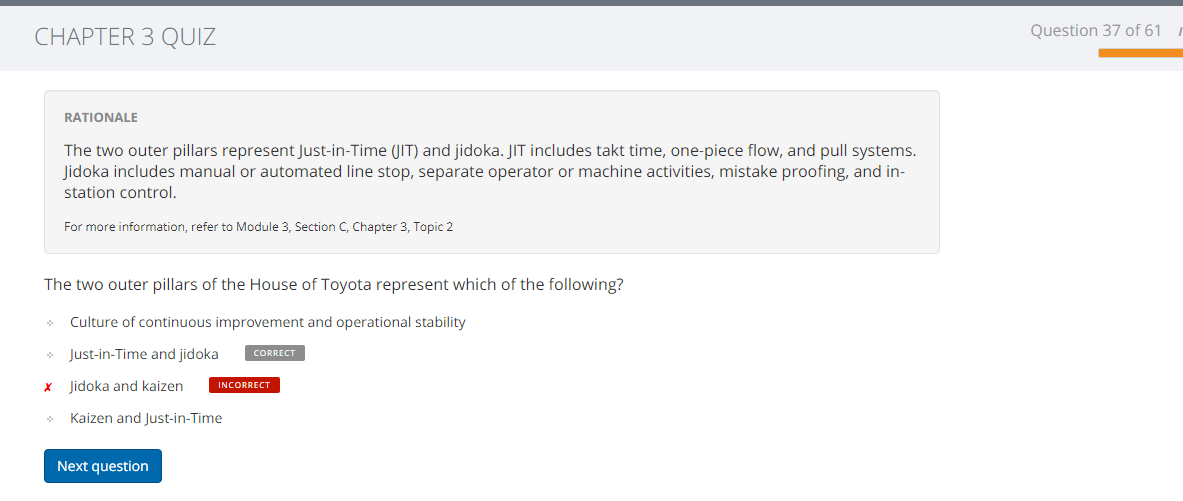 CHAPTER 3 QUIZ
Question 37 of 61
RATIONALE
The two outer pillars represent Just-in-Time (JIT) and jidoka. JIT includes takt time, one-piece flow, and pull systems.
Jidoka includes manual or automated line stop, separate operator or machine activities, mistake proofing, and in-
station control.
For more information, refer to Module 3, Section C, Chapter 3, Topic 2
The two outer pillars of the House of Toyota represent which of the following?
Culture of continuous improvement and operational stability
Just-in-Time and jidoka CORRECT
✗ Jidoka and kaizen INCORRECT
Kaizen and Just-in-Time
Next question